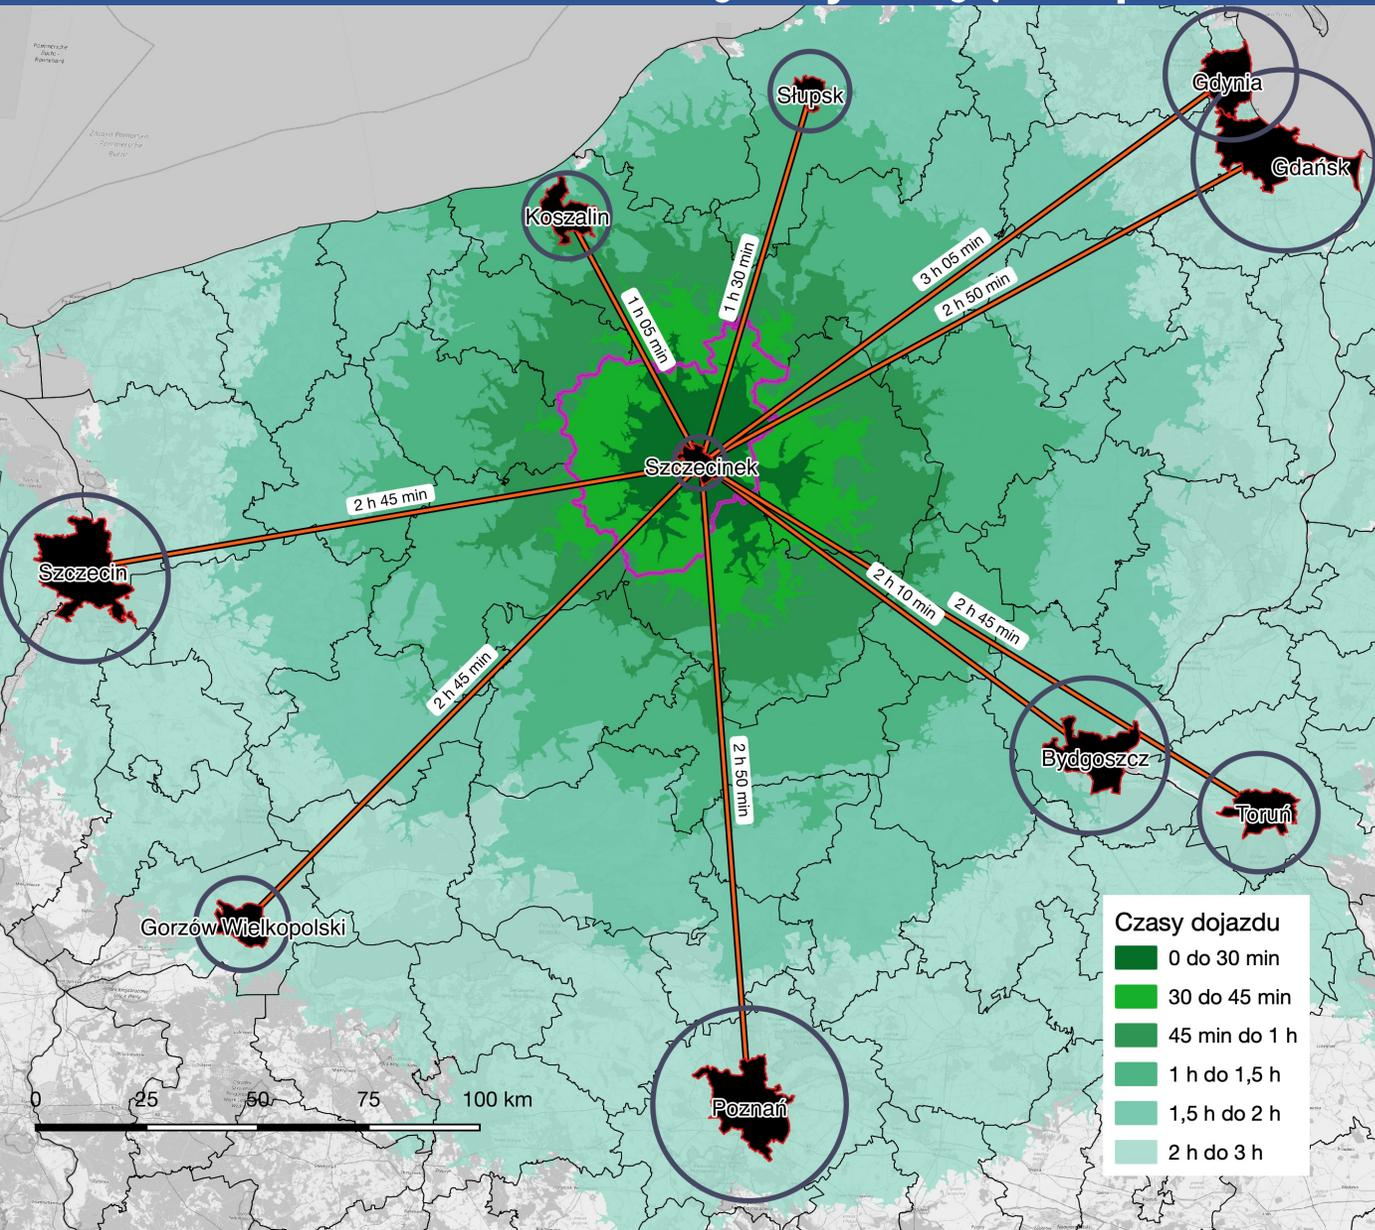 Słupsk
Gdynia
Gdańsk
Koszalin
1 h 30 min
3 h 05 min
2 h 50 min
1 h 05 min
Szczecinek
2 h 45 min
Szczecin
2 h 10 min
2 h 45 min
2 h 45 min
2 h 50 min
Bydgoszcz
Toruń
Gorzów Wielkopolski
Poznań
Czasy dojazdu
0 do 30 min
30 do 45 min
45 min do 1 h
1 h do 1,5 h
1,5 h do 2 h
2 h do 3 h
0 25 50 75 100 km